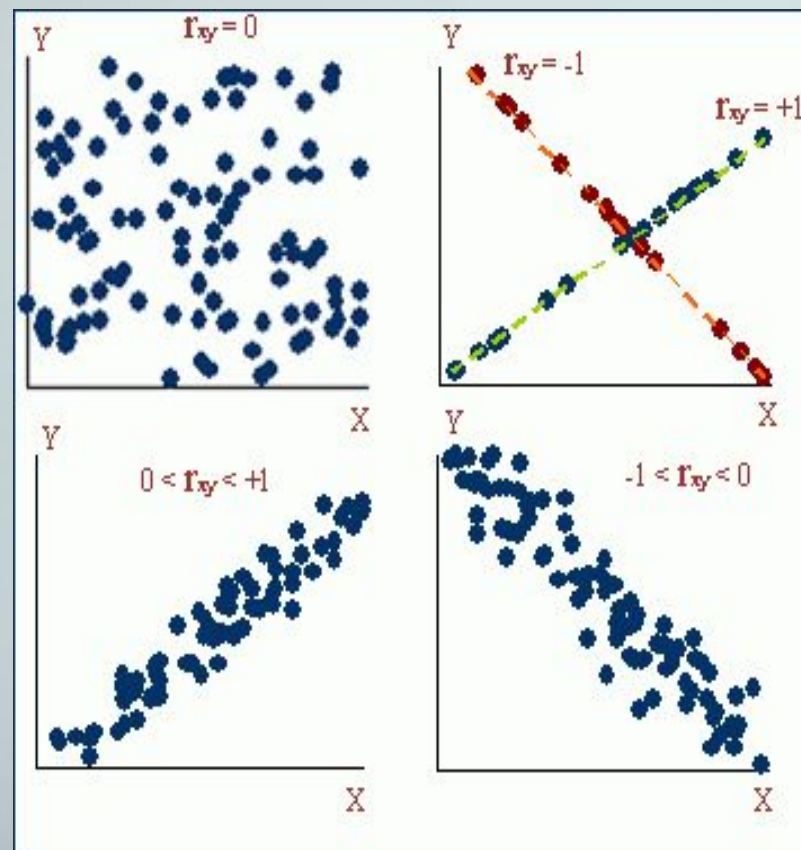 Y
rxy = 0
X
Y
rxy = -1
rxy = +1
X
Y
0 < rxy < +1
X
Y
-1 < rxy < 0
X